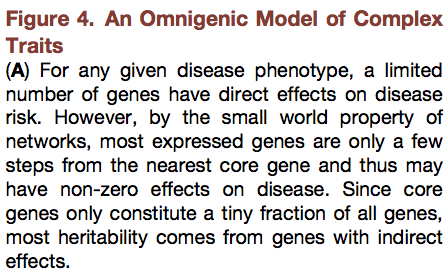 Figure 4. An Omnigenic Model of Complex
Traits
(A) For any given disease phenotype, a limited
number of genes have direct effects on disease
risk. However, by the small world property of
networks, most expressed genes are only a few
steps from the nearest core gene and thus may
have non-zero effects on disease. Since core
genes only constitute a tiny fraction of all genes,
most heritability comes from genes with indirect
effects.